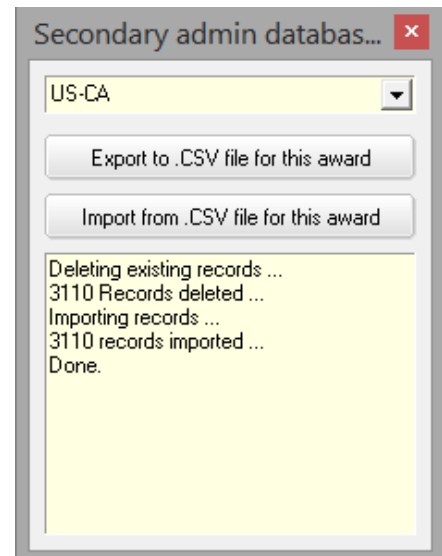 Secondary admin databas...
US-CA
Export to .CSV file for this award
Import from .CSV file for this award
Deleting existing records ...
3110 Records deleted ...
Importing records ...
3110 records imported ...
Done.